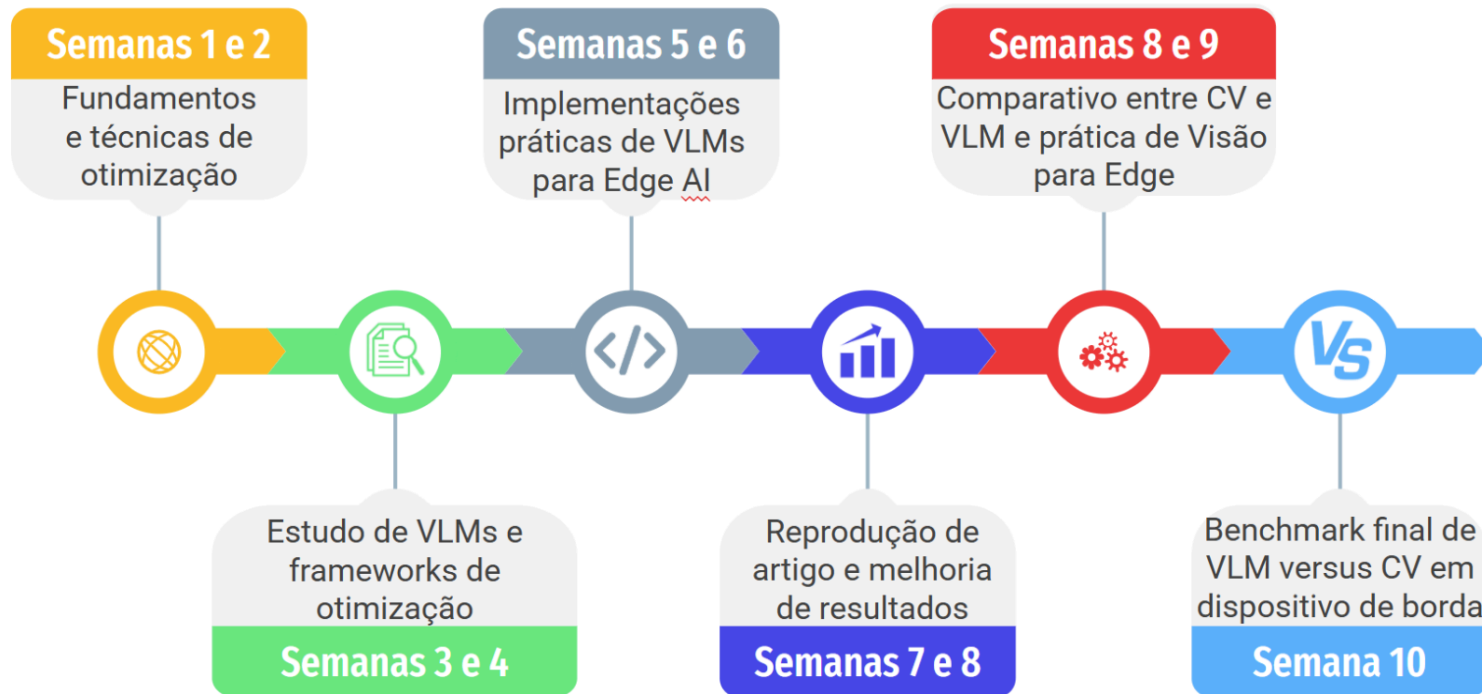 Semanas 1 e 2
Fundamentos
e técnicas de
otimização
Estudo de VLMs e
frameworks de
otimização
Semanas 3 e 4
Semanas 5 e 6
Implementações
práticas de VLMs
para Edge AI
Reprodução de
artigo e melhoria
de resultados
Semanas 7 e 8
Semanas 8 e 9
Comparativo entre CV e
VLM e prática de Visão
para Edge
VS
Benchmark final de
VLM versus CV em
dispositivo de borda
Semana 10